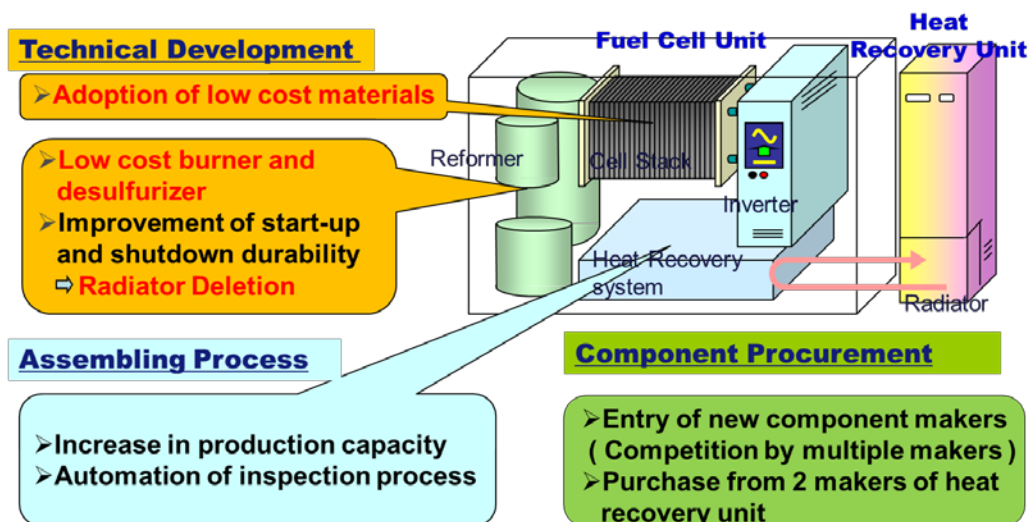 Technical Development
➢Adoption of low cost materials
➢Low cost burner and
desulfurizer
➢Improvement of start-up
and shutdown durability
⇨ Radiator Deletion
Fuel Cell Unit
Heat
Recovery Unit
Reformer
Cell Stack
Inverter
Heat Recovery
system
Radiator
Assembling Process
➢Increase in production capacity
➢Automation of inspection process
Component Procurement
➢Entry of new component makers
( Competition by multiple makers )
➢Purchase from 2 makers of heat
recovery unit